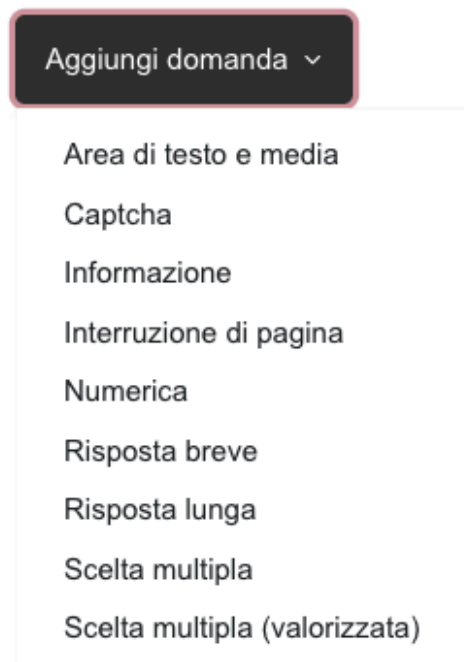 Aggiungi domanda
Area di testo e media
Captcha
Informazione
Interruzione di pagina
Numerica
Risposta breve
Risposta lunga
Scelta multipla
Scelta multipla (valorizzata)